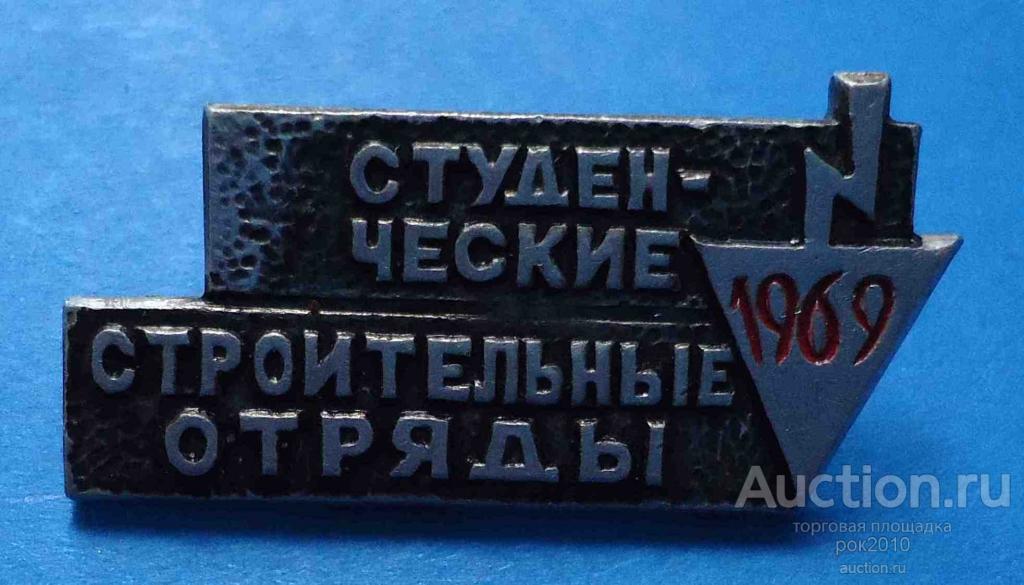 СТУДЕН-
ЧЕСКИЕ
1969
СТРОИТЕЛЬНЫЕ
ОТРЯДЫ
Auction.ru
торговая площадка
рок2010
auction.ru